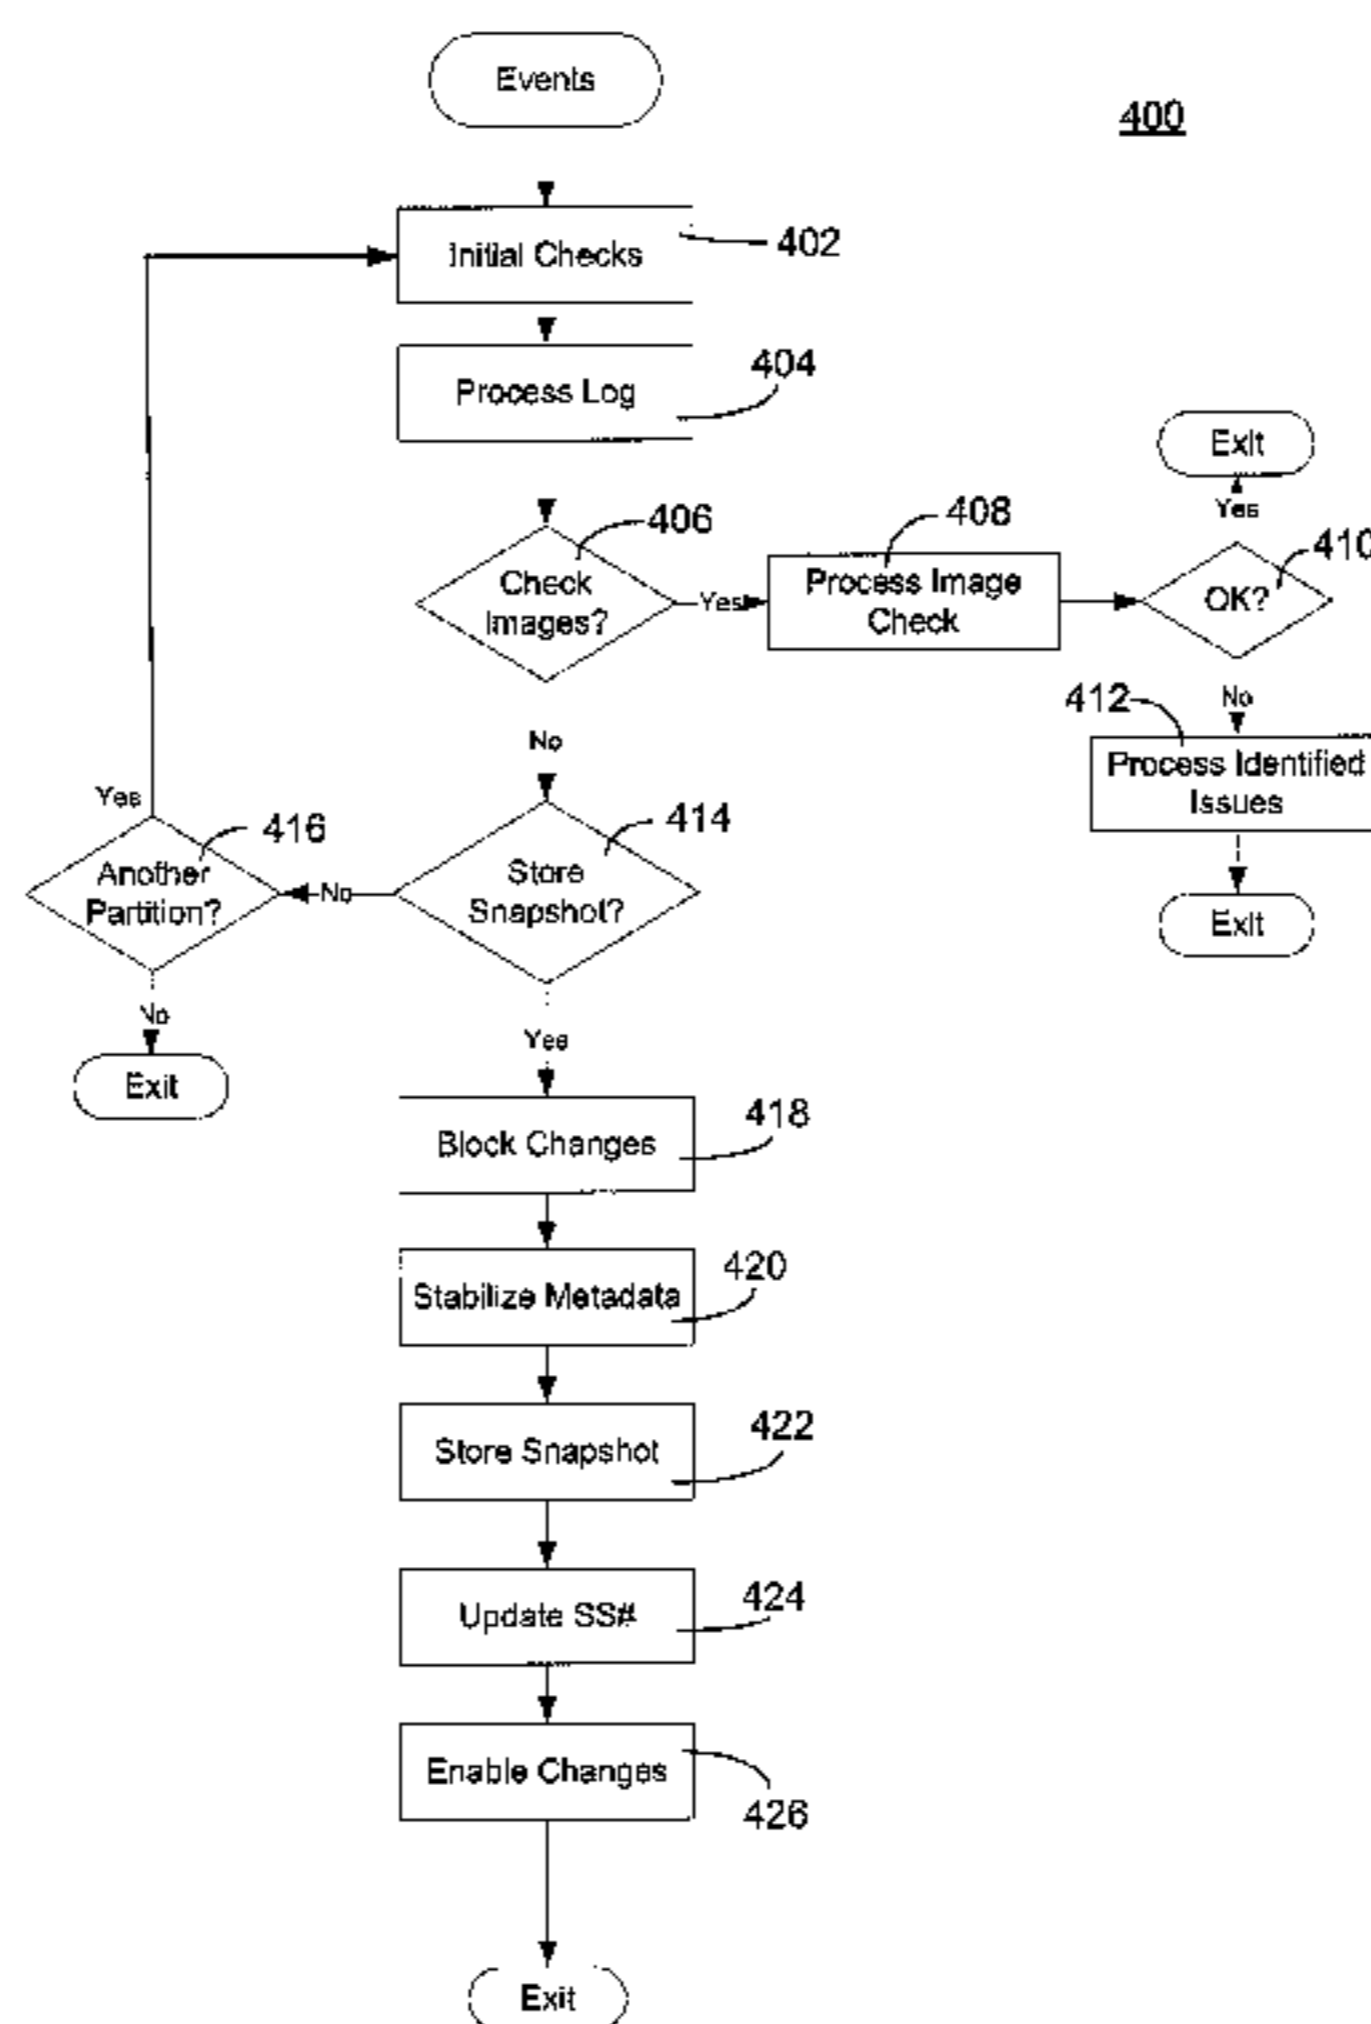 Events
400
Initial Checks
402
Process Log
404
Exit
Yes
Check
Images?
406
Yes
Process Image
Check
408
OK?
410
No
412
Process Identified
Issues
Exit
No
Store
Snapshot?
414
No
Another
Partition?
416
Yes
No
Exit
Yes
Block Changes
418
Stabilize Metadata
420
Store Snapshot
422
Update SS#
424
Enable Changes
426
Exit